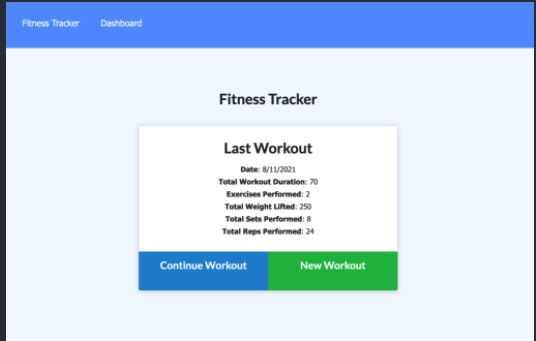 Fitness Tracker Dashboard
Fitness Tracker
Last Workout
Date: 8/11/2021
Total Workout Duration: 70
Exercises Performed: 2
Total Weight Lifted: 250
Total Sets Performed: 8
Total Reps Performed: 24
Continue Workout New Workout